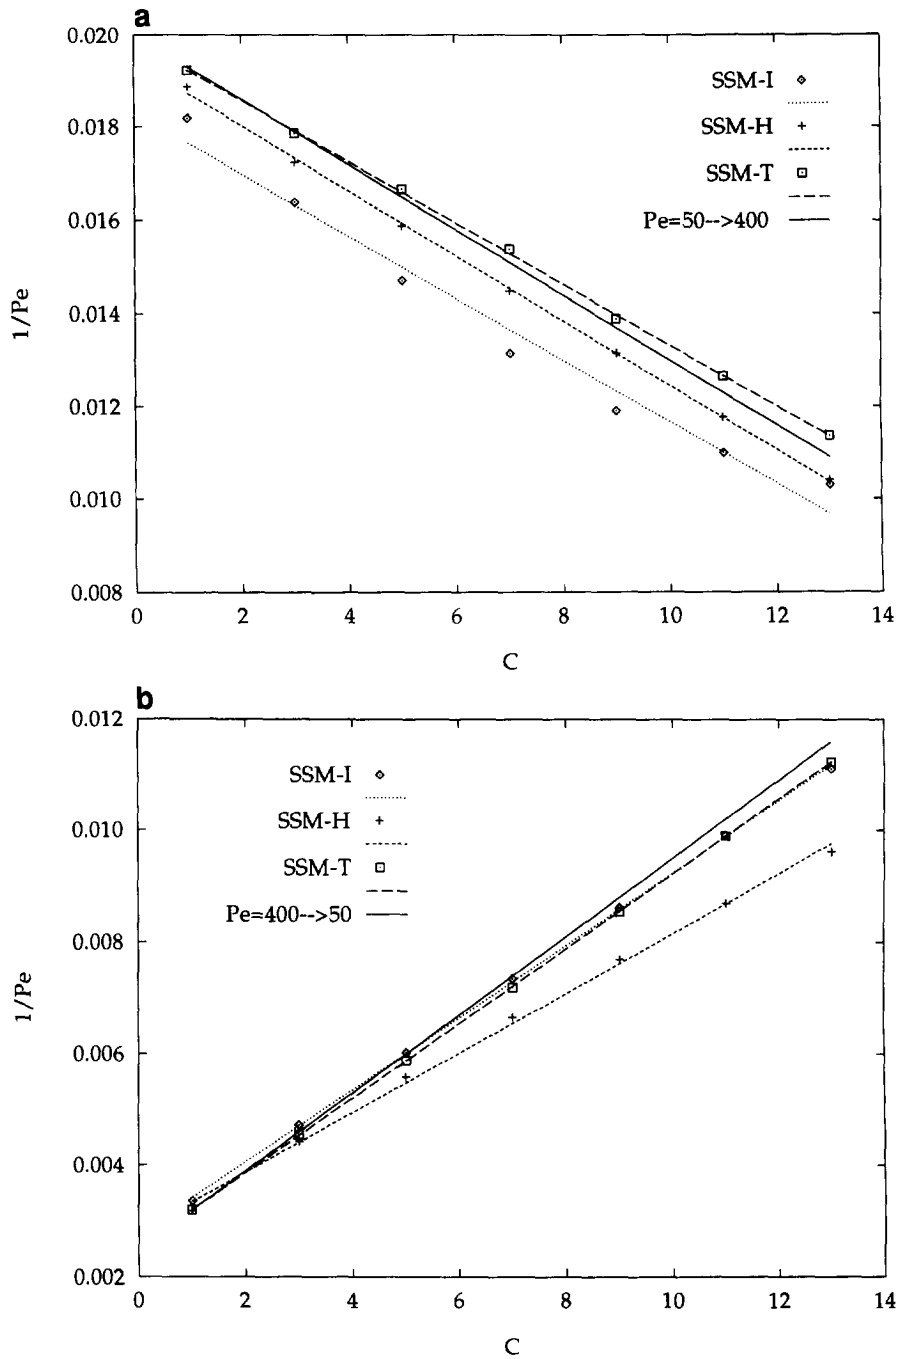 a
0.020
0.018
0.016
0.014
0.012
0.010
0.008
1/Pe
SSM-I
SSM-H
SSM-T
Pe=50-->400
0 2 4 6 8 10 12 14
C
b
0.012
0.010
0.008
0.006
0.004
0.002
1/Pe
SSM-I
SSM-H
SSM-T
Pe=400-->50
0 2 4 6 8 10 12 14
C